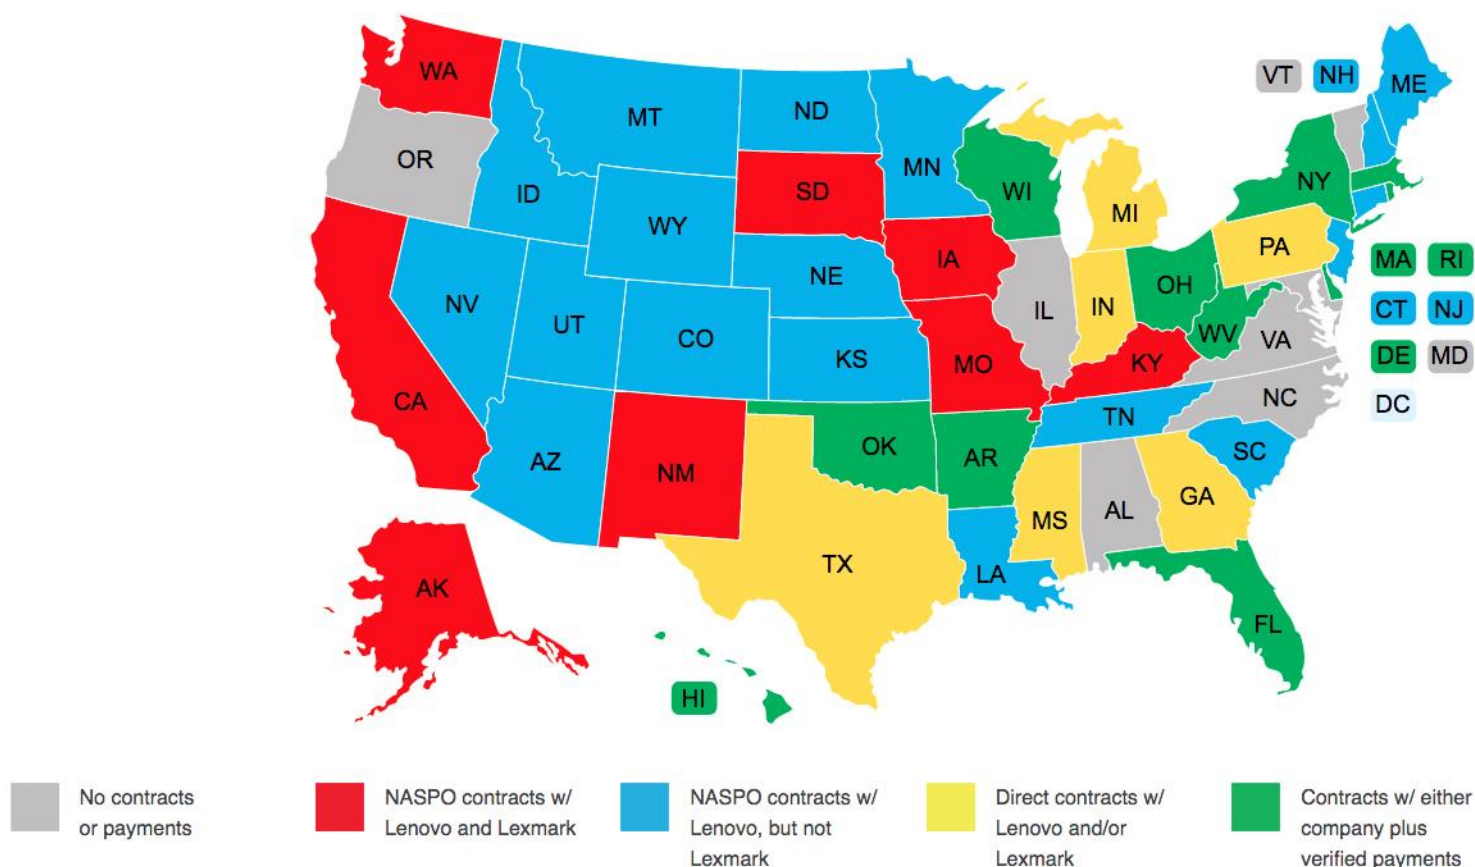 WA
VT NH
ME
MT
ND
OR
MN
ID
SD
WI
NY
MI
WY
IA
PA
MA RI
NE
OH
NV
IL
IN
CT NJ
UT
CO
WV
VA
KS
MO
KY
DE MD
CA
NC
TN
DC
OK
AR
SC
AZ
NM
GA
MS
AL
TX
LA
AK
FL
HI
No contracts
or payments
NASPO contracts w/
Lenovo and Lexmark
NASPO contracts w/
Lenovo, but not
Lexmark
Direct contracts w/
Lenovo and/or
Lexmark
Contracts w/ either
company plus
verified payments